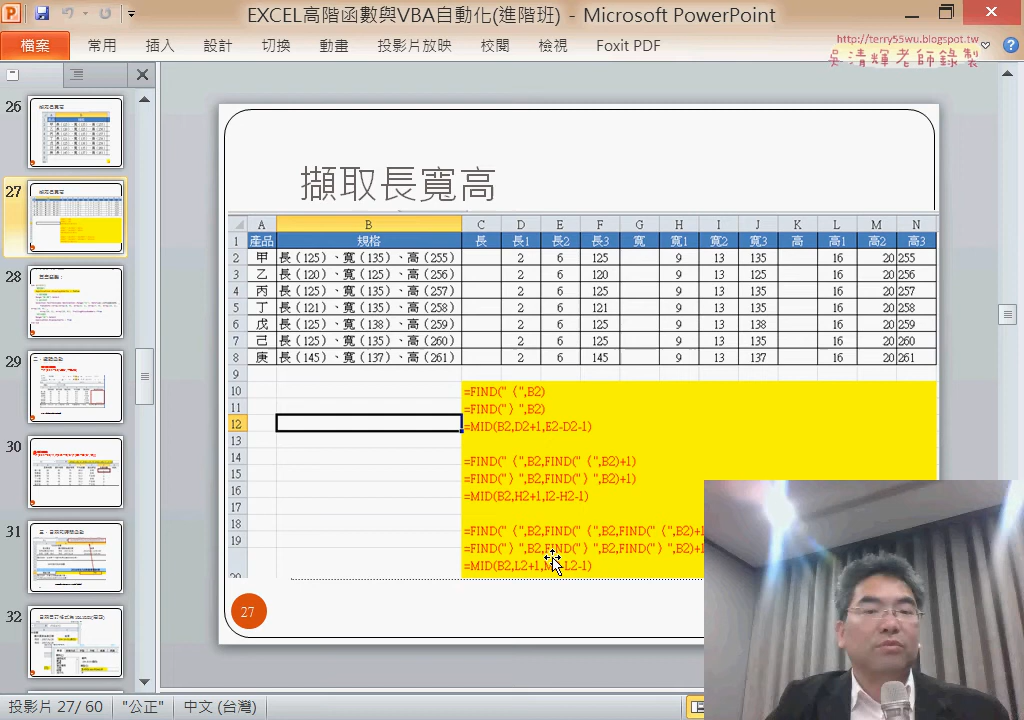 EXCEL高階函數與VBA自動化(進階班) - Microsoft PowerPoint
檔案 常用 插入 設計 切換 動畫 投影片放映 校閱 檢視 Foxit PDF
http://terry55wu.blogspot.tw
吳清輝老師錄製
26
27
28
29
30
31
32
擷取長寬高
A B C D E F G H I J K L M N
1 產品 規格 長 長1 長2 長3 寬 寬1 寬2 寬3 高 高1 高2 高3
2 甲 長（125）、寬（135）、高（255） 2 6 125 9 13 135 16 20 255
3 乙 長（120）、寬（125）、高（256） 2 6 120 9 13 125 16 20 256
4 丙 長（125）、寬（135）、高（257） 2 6 125 9 13 135 16 20 257
5 丁 長（121）、寬（135）、高（258） 2 6 121 9 13 135 16 20 258
6 戊 長（125）、寬（138）、高（259） 2 6 125 9 13 138 16 20 259
7 己 長（125）、寬（135）、高（260） 2 6 125 9 13 135 16 20 260
8 庚 長（145）、寬（137）、高（261） 2 6 145 9 13 137 16 20 261
9
10 =FIND("（",B2)
11 =FIND("）",B2)
12 =MID(B2,D2+1,E2-D2-1)
13
14 =FIND("（",B2,FIND("（",B2)+1)
15 =FIND("）",B2,FIND("）",B2)+1)
16 =MID(B2,H2+1,I2-H2-1)
17
18 =FIND("（",B2,FIND("（",B2,FIND("（",B2)+
19 =FIND("）",B2,FIND("）",B2,FIND("）",B2)+
20 =MID(B2,L2+1, L2-1)
27
投影片 27/ 60 "公正" 中文 (台灣)